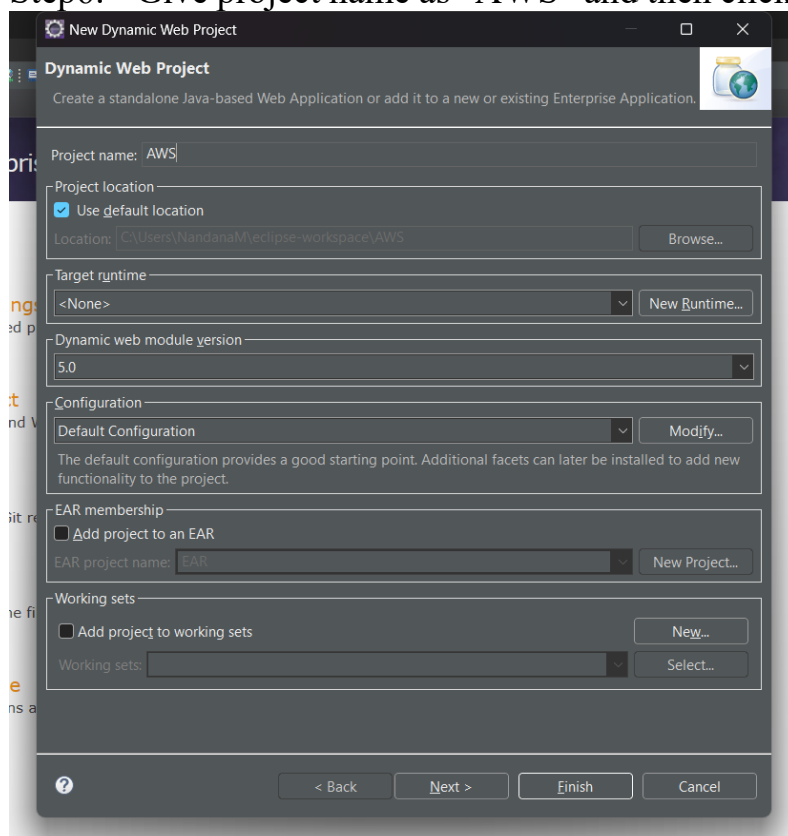 Step6: Give project name as "AWS" and then click
New Dynamic Web Project
Dynamic Web Project
Create a standalone Java-based Web Application or add it to a new or existing Enterprise Application.
Project name: AWS
Project location
Use default location
Location: C:\Users\NandanaM\eclipse-workspace\AWS Browse...
Target runtime
<None> New Runtime...
Dynamic web module version
5.0
Configuration
Default Configuration Modify...
The default configuration provides a good starting point. Additional facets can later be installed to add new
functionality to the project.
EAR membership
Add project to an EAR
EAR project name: EAR New Project...
Working sets
Add project to working sets New...
Working sets: Select...
< Back Next > Finish Cancel